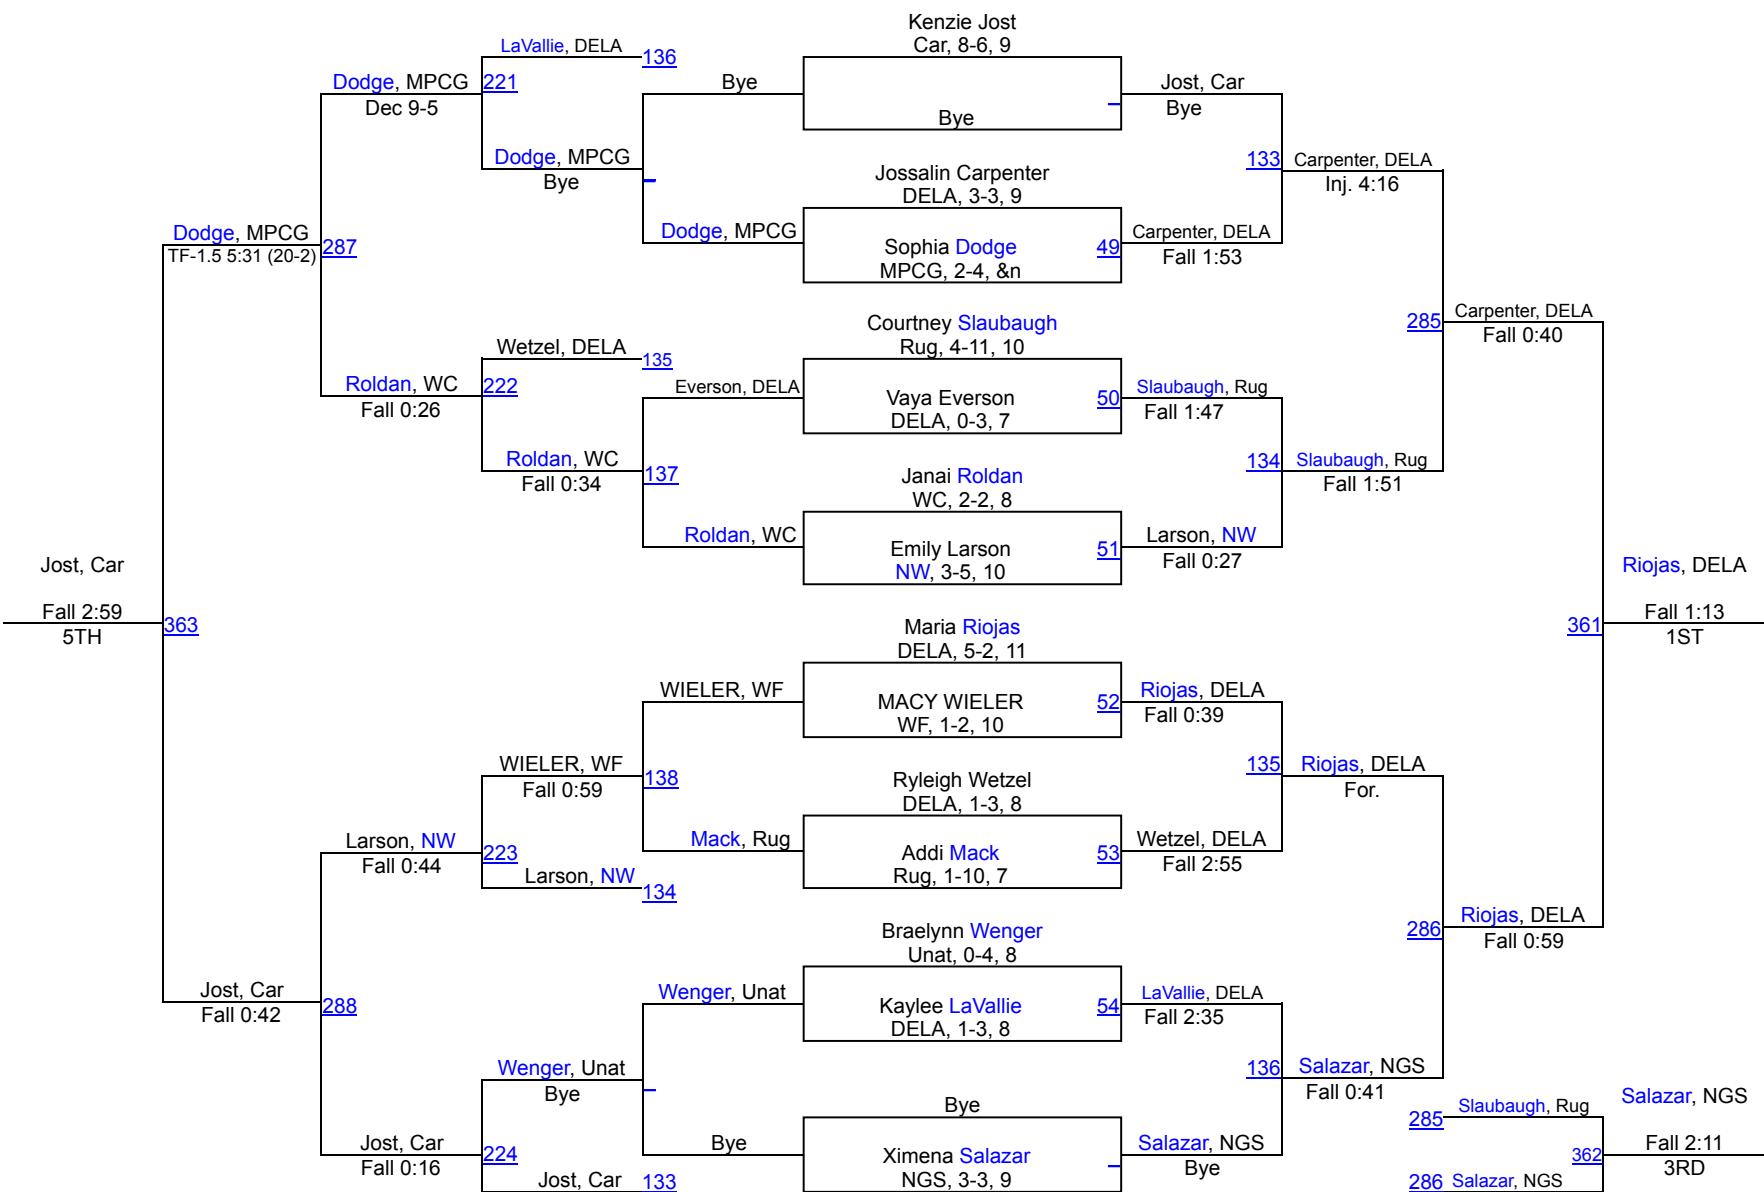 Kenzie Jost
Car, 8-6, 9
LaVallie, DELA
136
Dodge, MPCG
221
Dec 9-5
Bye
Jost, Car
Bye
Bye
Dodge, MPCG
Bye
Jossalin Carpenter
DELA, 3-3, 9
133
Carpenter, DELA
Inj. 4:16
Dodge, MPCG
TF-1.5 5:31 (20-2)
287
Dodge, MPCG
Sophia Dodge
MPCG, 2-4, &n
49
Carpenter, DELA
Fall 1:53
Courtney Slaubaugh
Rug, 4-11, 10
285
Carpenter, DELA
Fall 0:40
Wetzel, DELA
135
Roldan, WC
222
Fall 0:26
Everson, DELA
Vaya Everson
DELA, 0-3, 7
50
Slaubaugh, Rug
Fall 1:47
Roldan, WC
Fall 0:34
137
Janai Roldan
WC, 2-2, 8
134
Slaubaugh, Rug
Fall 1:51
Roldan, WC
Emily Larson
NW, 3-5, 10
51
Larson, NW
Fall 0:27
Jost, Car
Fall 2:59
5TH
363
Riojas, DELA
361
Fall 1:13
1ST
Maria Riojas
DELA, 5-2, 11
WIELER, WF
MACY WIELER
WF, 1-2, 10
52
Riojas, DELA
Fall 0:39
WIELER, WF
Fall 0:59
138
Ryleigh Wetzel
DELA, 1-3, 8
135
Riojas, DELA
For.
Larson, NW
Fall 0:44
223
Mack, Rug
Addi Mack
Rug, 1-10, 7
53
Wetzel, DELA
Fall 2:55
Larson, NW
134
Braelynn Wenger
Unat, 0-4, 8
286
Riojas, DELA
Fall 0:59
Jost, Car
Fall 0:42
288
Wenger, Unat
Kaylee LaVallie
DELA, 1-3, 8
54
LaVallie, DELA
Fall 2:35
Wenger, Unat
Bye
136
Salazar, NGS
Fall 0:41
Bye
285
Slaubaugh, Rug
Salazar, NGS
Jost, Car
Fall 0:16
224
Bye
Ximena Salazar
NGS, 3-3, 9
Salazar, NGS
Bye
362
Fall 2:11
3RD
Jost, Car
133
286
Salazar, NGS